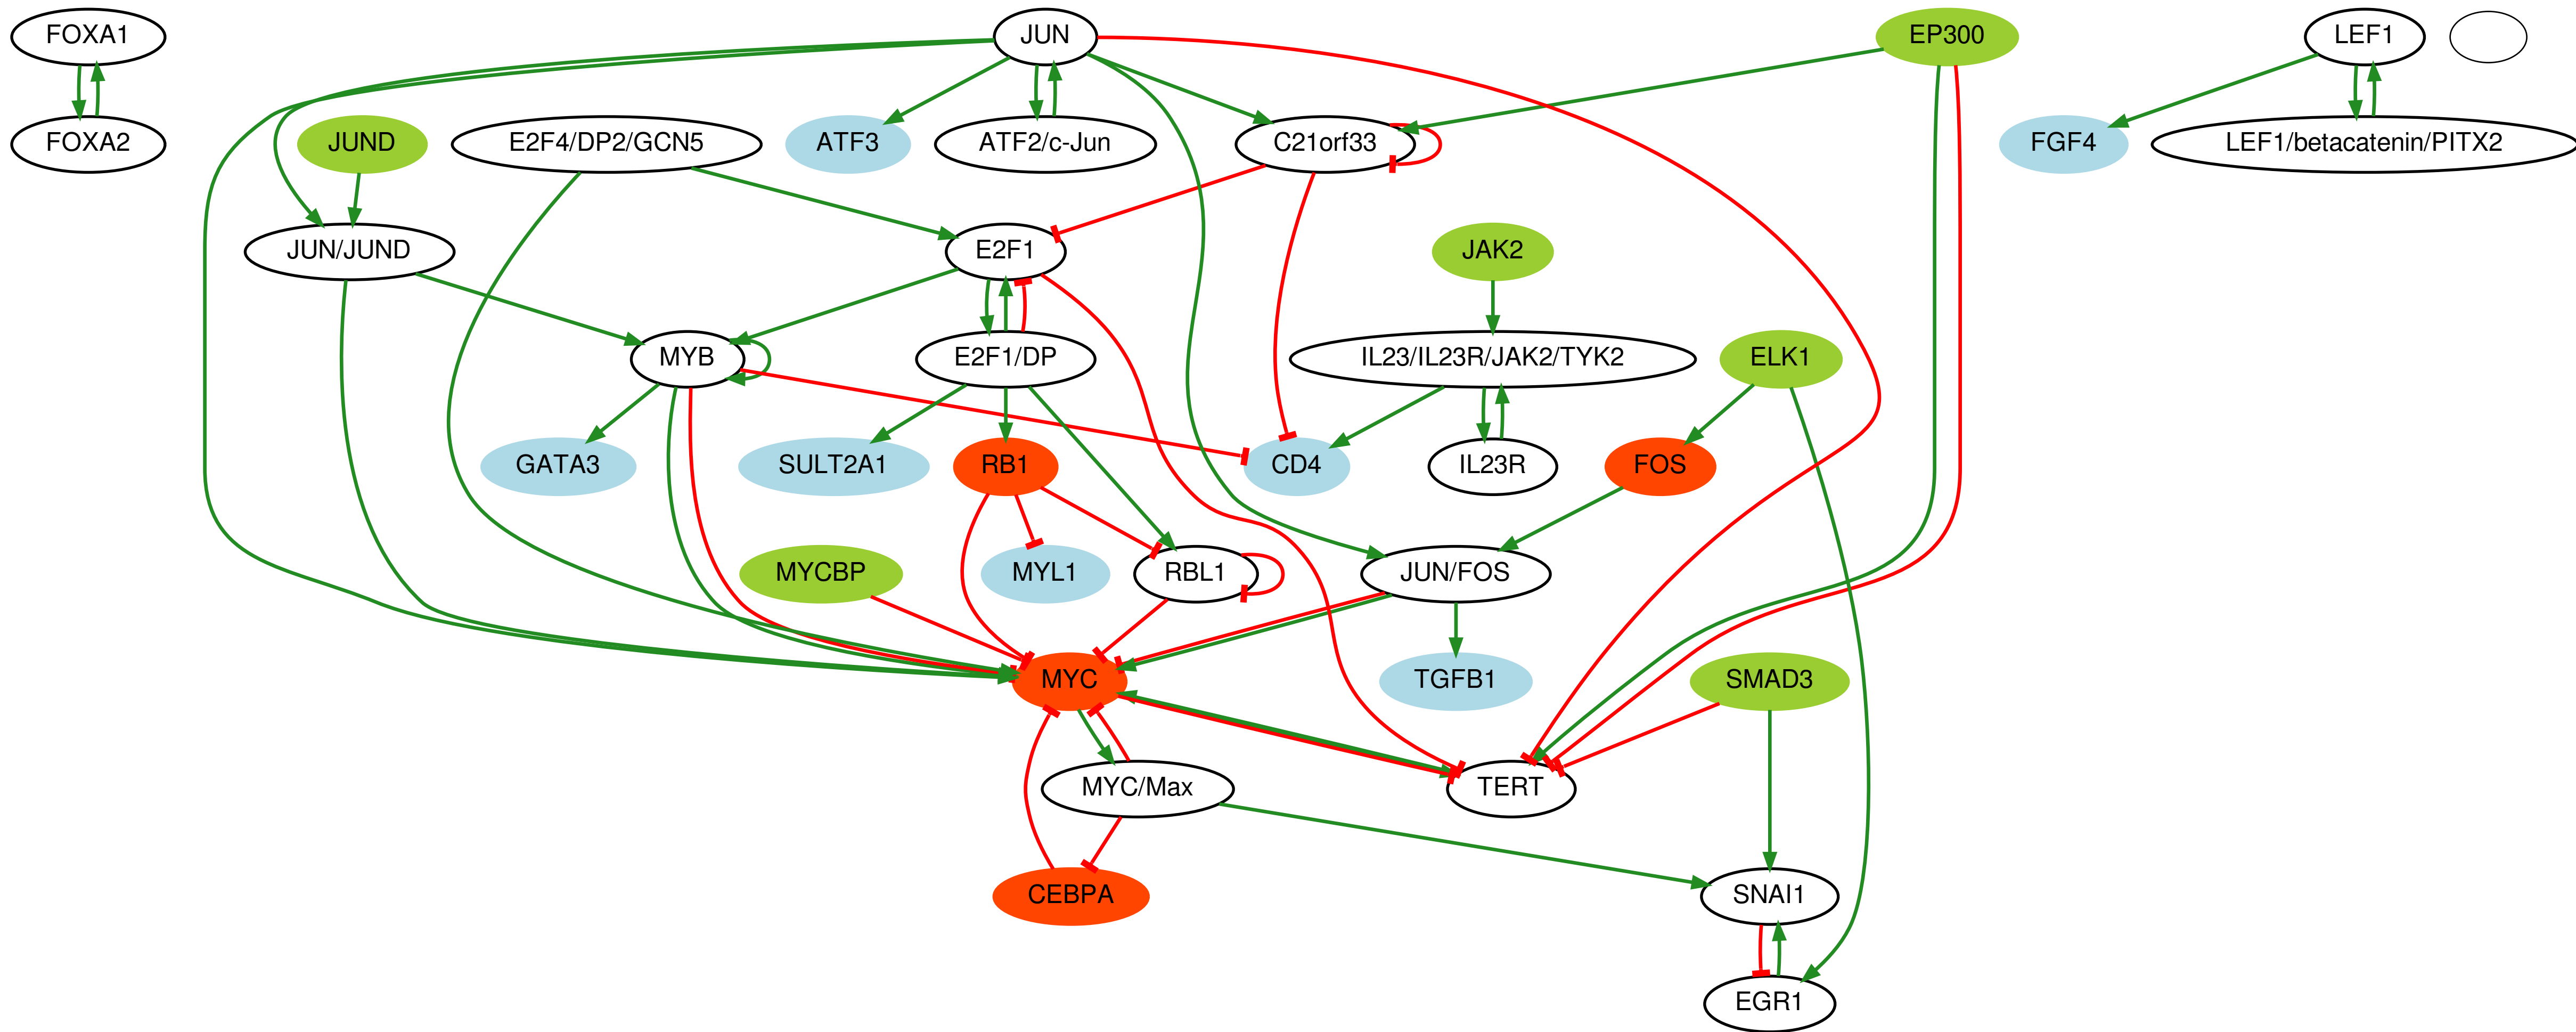 FOXA1
JUN
EP300
LEF1
FOXA2
JUND
E2F4/DP2/GCN5
ATF3
ATF2/c-Jun
C21orf33
FGF4
LEF1/betacatenin/PITX2
JUN/JUND
E2F1
JAK2
MYB
E2F1/DP
IL23/IL23R/JAK2/TYK2
ELK1
GATA3
SULT2A1
RB1
CD4
IL23R
FOS
MYCBP
MYL1
RBL1
JUN/FOS
MYC
TGFB1
SMAD3
MYC/Max
TERT
CEBPA
SNAI1
EGR1